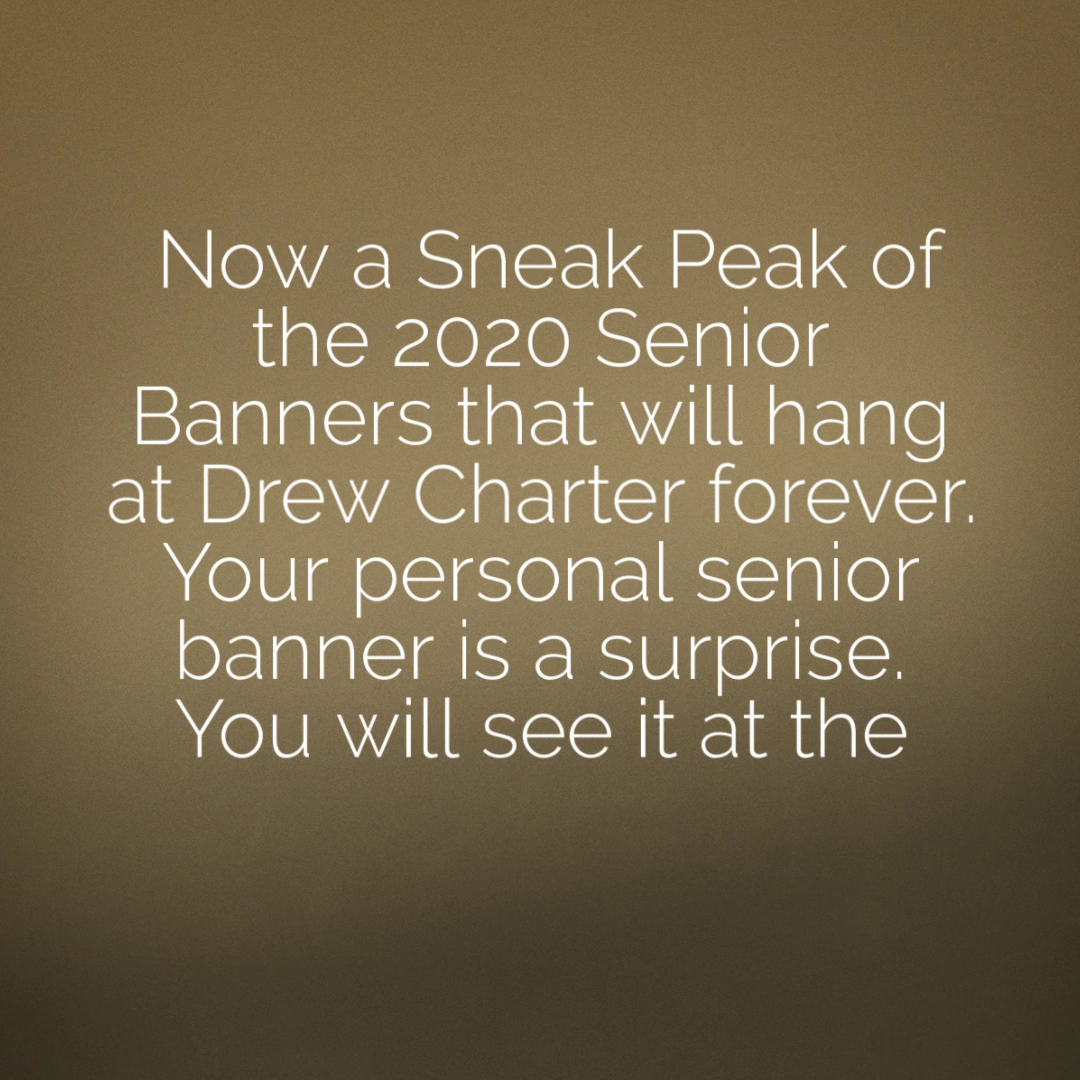 Now a Sneak Peak of
the 2020 Senior
Banners that will hang
at Drew Charter forever.
Your personal senior
banner is a surprise.
You will see it at the